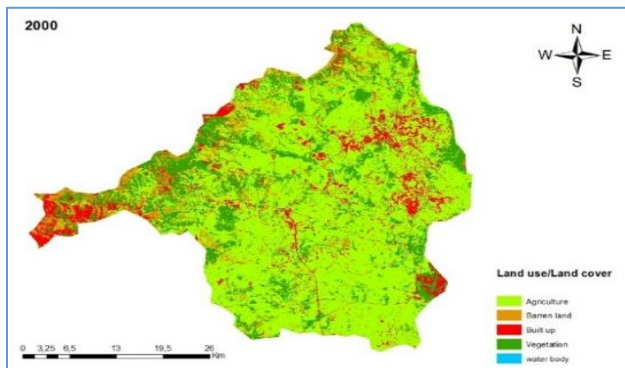 2000
N
W E
S
Land use/Land cover
Agriculture
Barren land
Built up
Vegetation
water body
0 3,25 6,5 13 19,5 26
Km